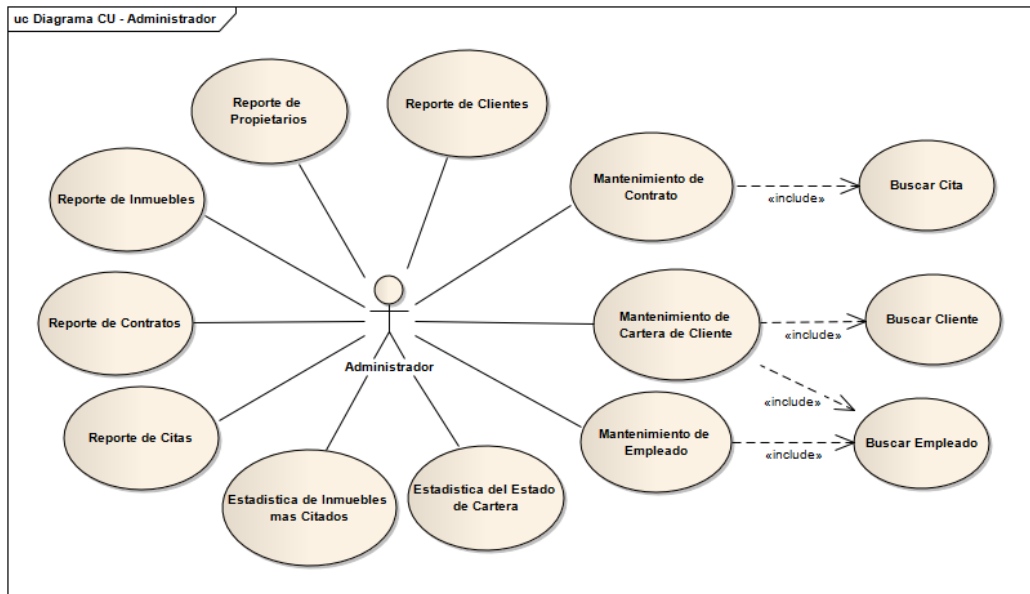 uc Diagrama CU - Administrador
Reporte de
Propietarios
Reporte de Clientes
Reporte de Inmuebles
Mantenimiento de
Contrato
«include»
Buscar Cita
Reporte de Contratos
Administrador
Mantenimiento de
Cartera de Cliente
«include»
Buscar Cliente
«include»
Reporte de Citas
Mantenimiento de
Empleado
«include»
Buscar Empleado
Estadistica de Inmuebles
mas Citados
Estadistica del Estado
de Cartera